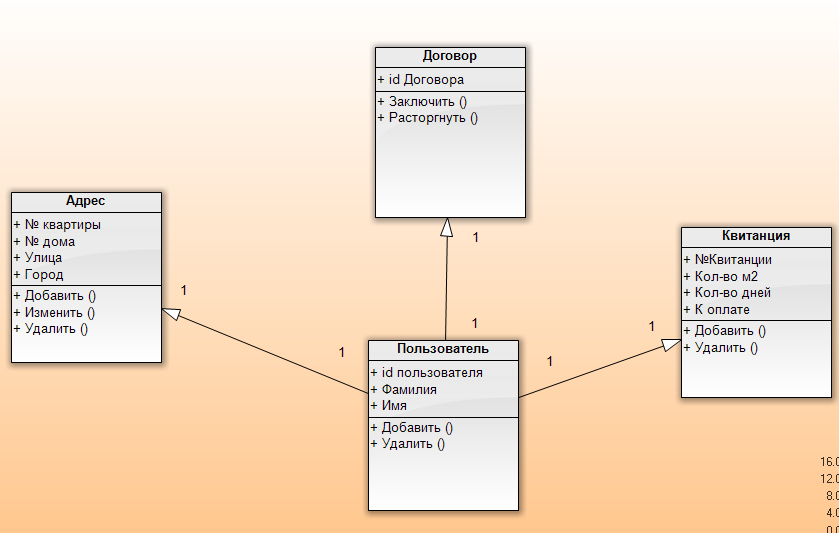 Договор
+ id Договора
+ Заключить ()
+ Расторгнуть ()
Адрес
+ № квартиры
+ № дома
+ Улица
+ Город
+ Добавить ()
+ Изменить ()
+ Удалить ()
Квитанция
+ №Квитанции
+ Кол-во м2
+ Кол-во дней
+ К оплате
+ Добавить ()
+ Удалить ()
Пользователь
+ id пользователя
+ Фамилия
+ Имя
+ Добавить ()
+ Удалить ()
1
1
1
1
1
1
16.0
12.0
8.0
4.0
0.0